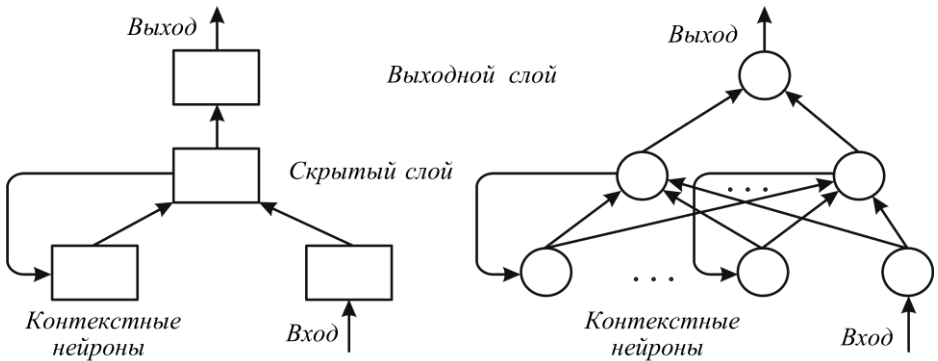 Выход
Выход
Выходной слой
Скрытый слой
. . .
. . .
Контекстные
нейроны
Вход
Контекстные
нейроны
Вход